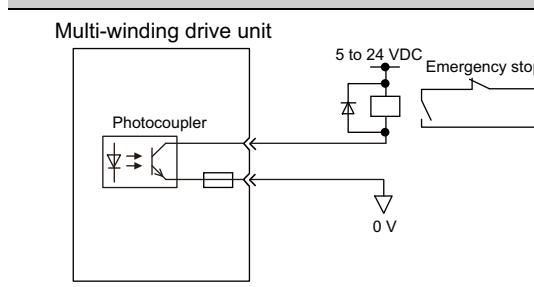 Multi-winding drive unit
5 to 24 VDC
Emergency stop
Photocoupler
0 V